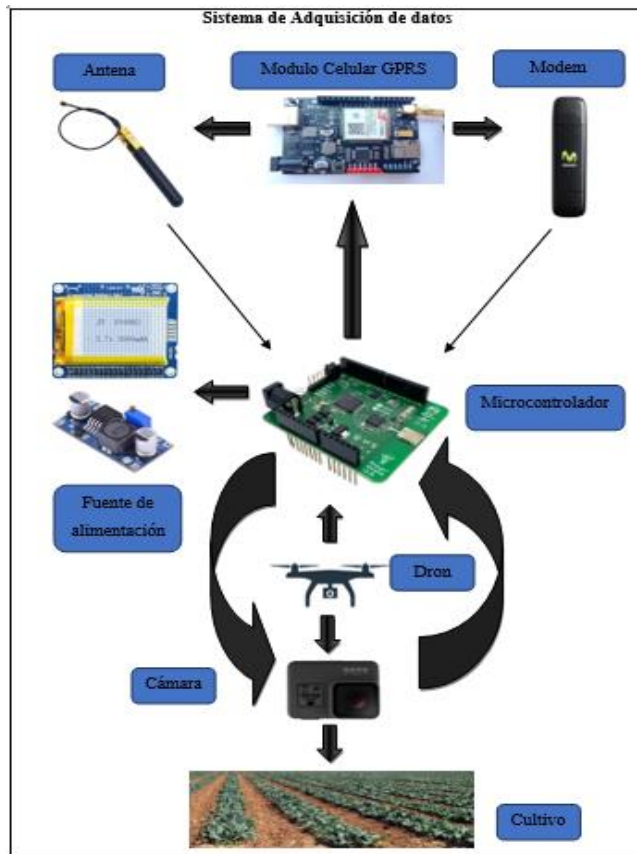 Sistema de Adquisición de datos
Antena
Modulo Celular GPRS
Modem
Microcontrolador
Fuente de
alimentación
Dron
Cámara
Cultivo